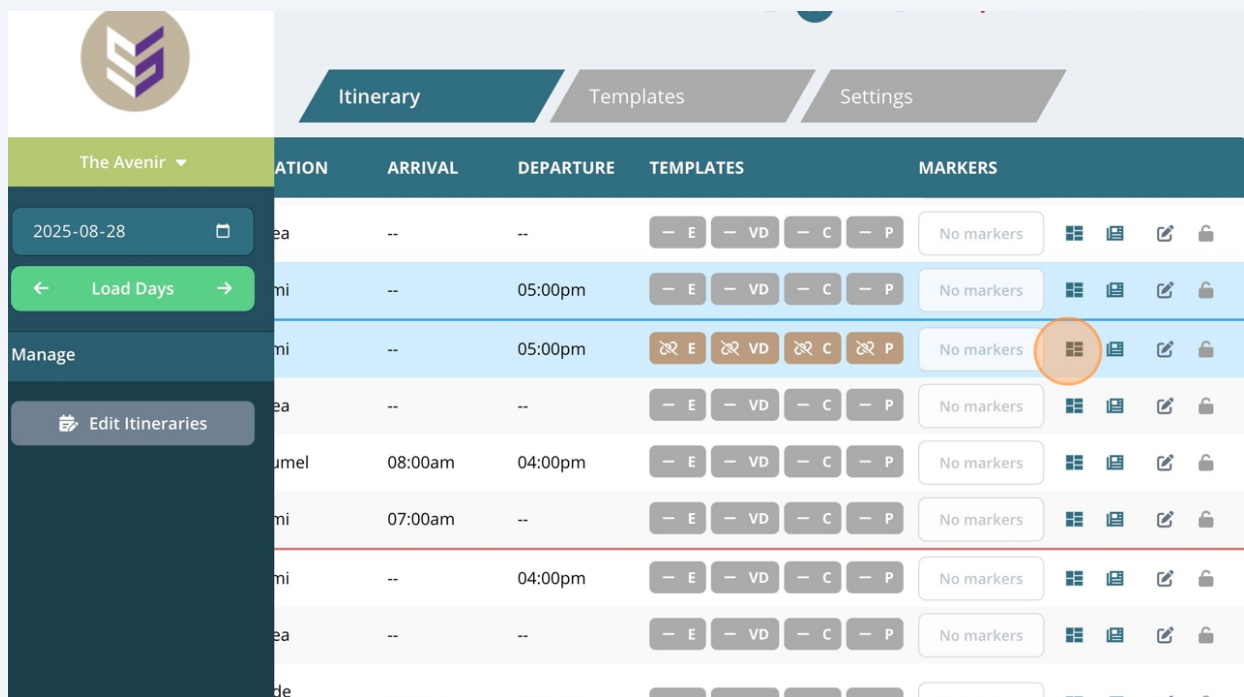 Itinerary Templates Settings
The Avenir
ATION ARRIVAL DEPARTURE TEMPLATES MARKERS
2025-08-28
ea -- -- — E — VD — C — P No markers
Load Days
mi -- 05:00pm — E — VD — C — P No markers
Manage
mi -- 05:00pm E VD C P No markers
ea -- -- — E — VD — C — P No markers
Edit Itineraries
umel 08:00am 04:00pm — E — VD — C — P No markers
mi 07:00am -- — E — VD — C — P No markers
mi -- 04:00pm — E — VD — C — P No markers
ea -- -- — E — VD — C — P No markers
de